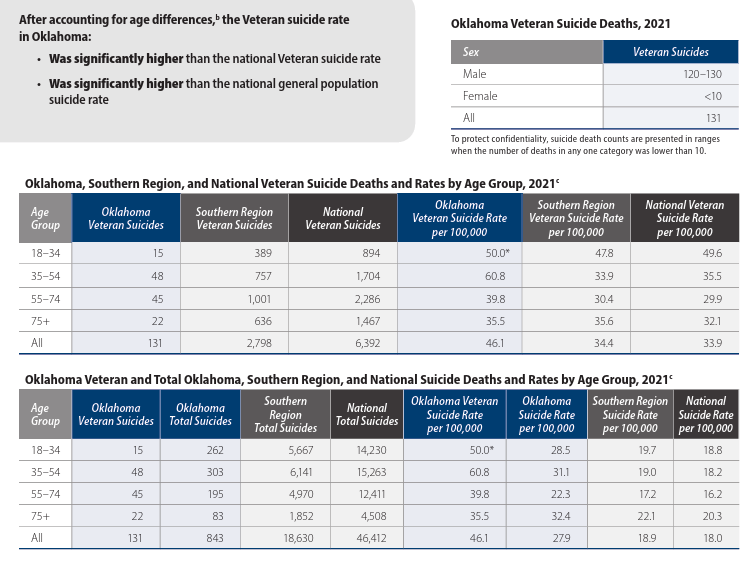 After accounting for age differences,ᵇ the Veteran suicide rate
in Oklahoma:
• Was significantly higher than the national Veteran suicide rate
• Was significantly higher than the national general population
suicide rate
Oklahoma Veteran Suicide Deaths, 2021
Sex Veteran Suicides
Male 120–130
Female <10
All 131
To protect confidentiality, suicide death counts are presented in ranges
when the number of deaths in any one category was lower than 10.
Oklahoma, Southern Region, and National Veteran Suicide Deaths and Rates by Age Group, 2021ᶜ
Age Group Oklahoma Veteran Suicides Southern Region Veteran Suicides National Veteran Suicides Oklahoma Veteran Suicide Rate per 100,000 Southern Region Veteran Suicide Rate per 100,000 National Veteran Suicide Rate per 100,000
18–34 15 389 894 50.0* 47.8 49.6
35–54 48 757 1,704 60.8 33.9 35.5
55–74 45 1,001 2,286 39.8 30.4 29.9
75+ 22 636 1,467 35.5 35.6 32.1
All 131 2,798 6,392 46.1 34.4 33.9
Oklahoma Veteran and Total Oklahoma, Southern Region, and National Suicide Deaths and Rates by Age Group, 2021ᶜ
Age Group Oklahoma Veteran Suicides Oklahoma Total Suicides Southern Region Total Suicides National Total Suicides Oklahoma Veteran Suicide Rate per 100,000 Oklahoma Suicide Rate per 100,000 Southern Region Suicide Rate per 100,000 National Suicide Rate per 100,000
18–34 15 262 5,667 14,230 50.0* 28.5 19.7 18.8
35–54 48 303 6,141 15,263 60.8 31.1 19.0 18.2
55–74 45 195 4,970 12,411 39.8 22.3 17.2 16.2
75+ 22 83 1,852 4,508 35.5 32.4 22.1 20.3
All 131 843 18,630 46,412 46.1 27.9 18.9 18.0